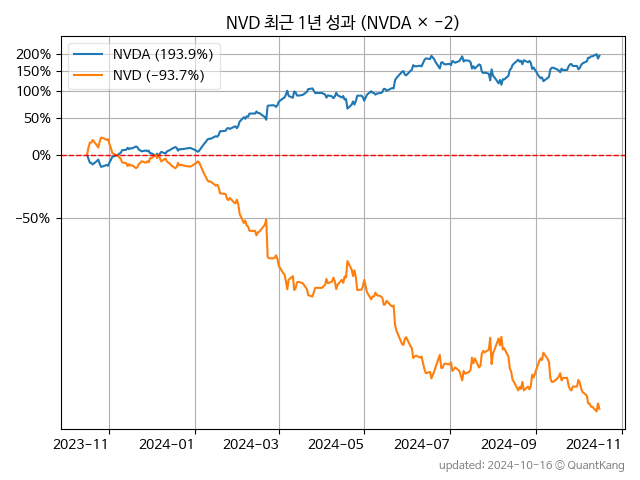 NVD 최근 1년 성과 (NVDA × −2)
NVDA (193.9%)
NVD (−93.7%)
200%
150%
100%
50%
0%
−50%
2023−11 2024−01 2024−03 2024−05 2024−07 2024−09 2024−11
updated: 2024-10-16 © QuantKang